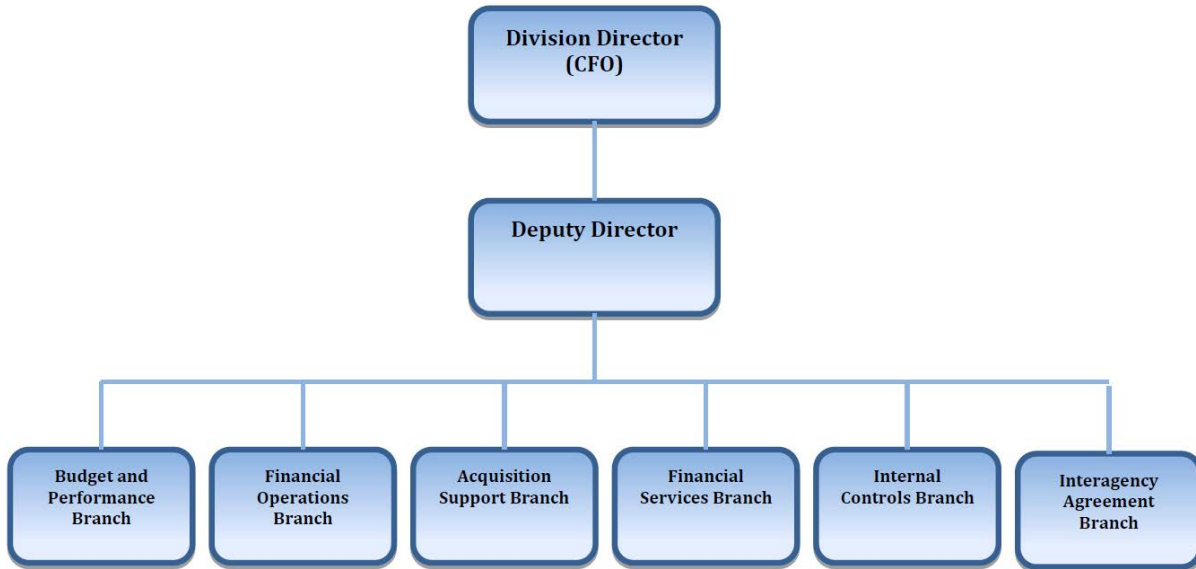 Division Director
(CFO)
Deputy Director
Budget and
Performance
Branch
Financial
Operations
Branch
Acquisition
Support Branch
Financial
Services Branch
Internal
Controls Branch
Interagency
Agreement
Branch